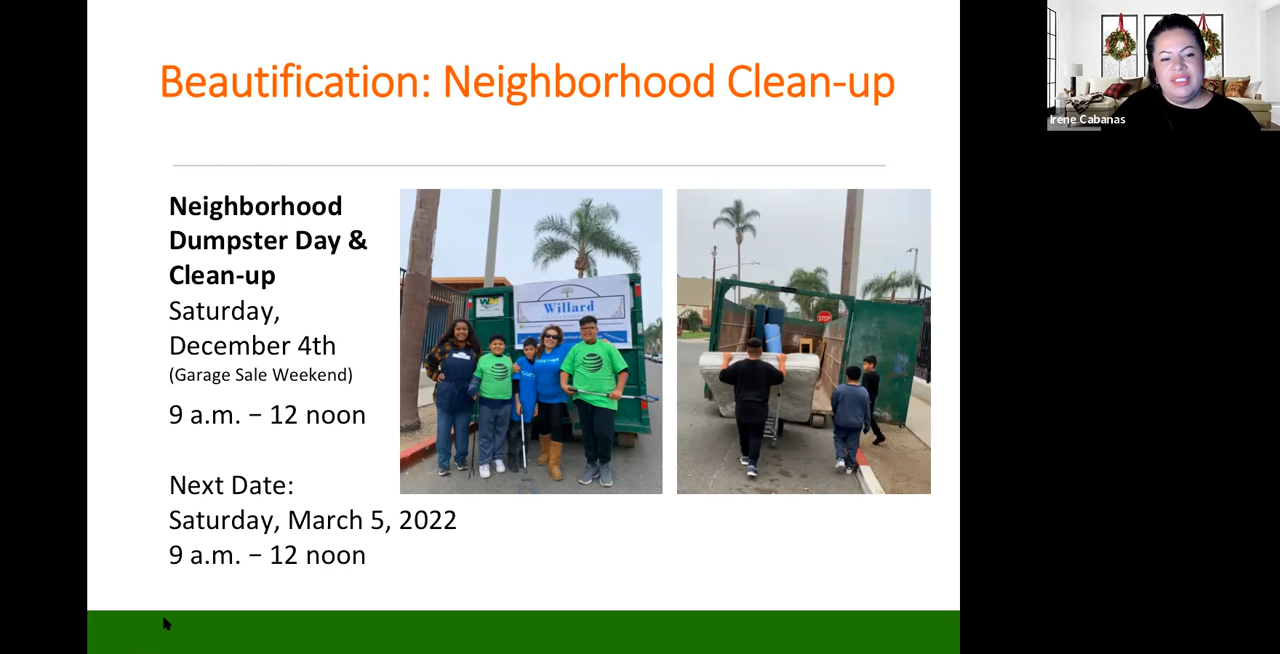 Beautification: Neighborhood Clean-up
Irene Cabanas
Neighborhood
Dumpster Day &
Clean-up
Saturday,
December 4th
(Garage Sale Weekend)
9 a.m. – 12 noon
Next Date:
Saturday, March 5, 2022
9 a.m. – 12 noon
Willard
STOP